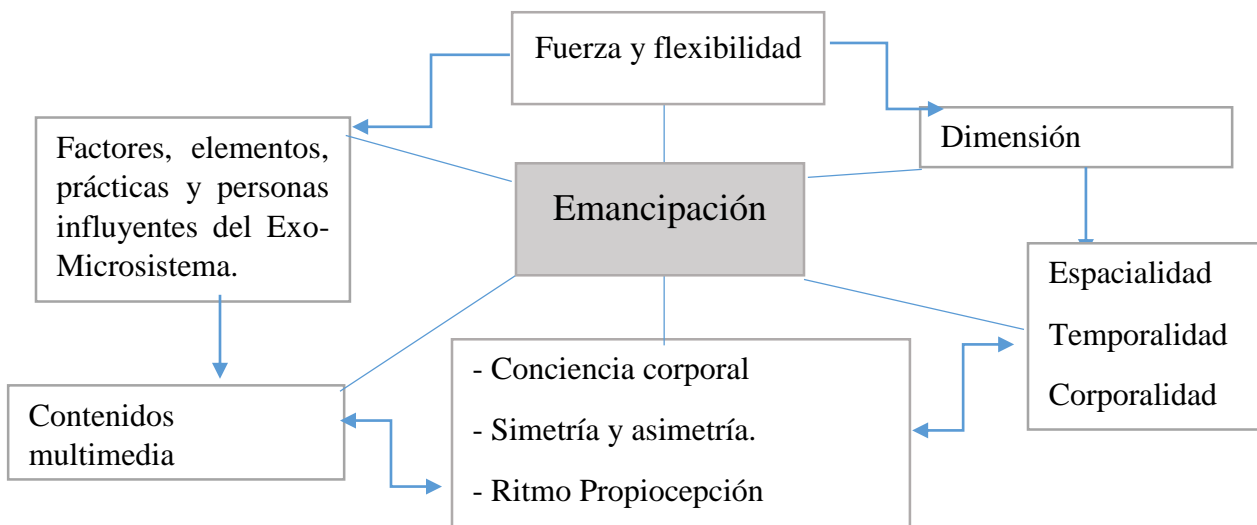 Fuerza y flexibilidad
Factores, elementos,
prácticas y personas
influyentes del Exo-
Microsistema.
Dimensión
Emancipación
Espacialidad
Temporalidad
Corporalidad
Contenidos
multimedia
- Conciencia corporal
- Simetría y asimetría.
- Ritmo Propiocepción